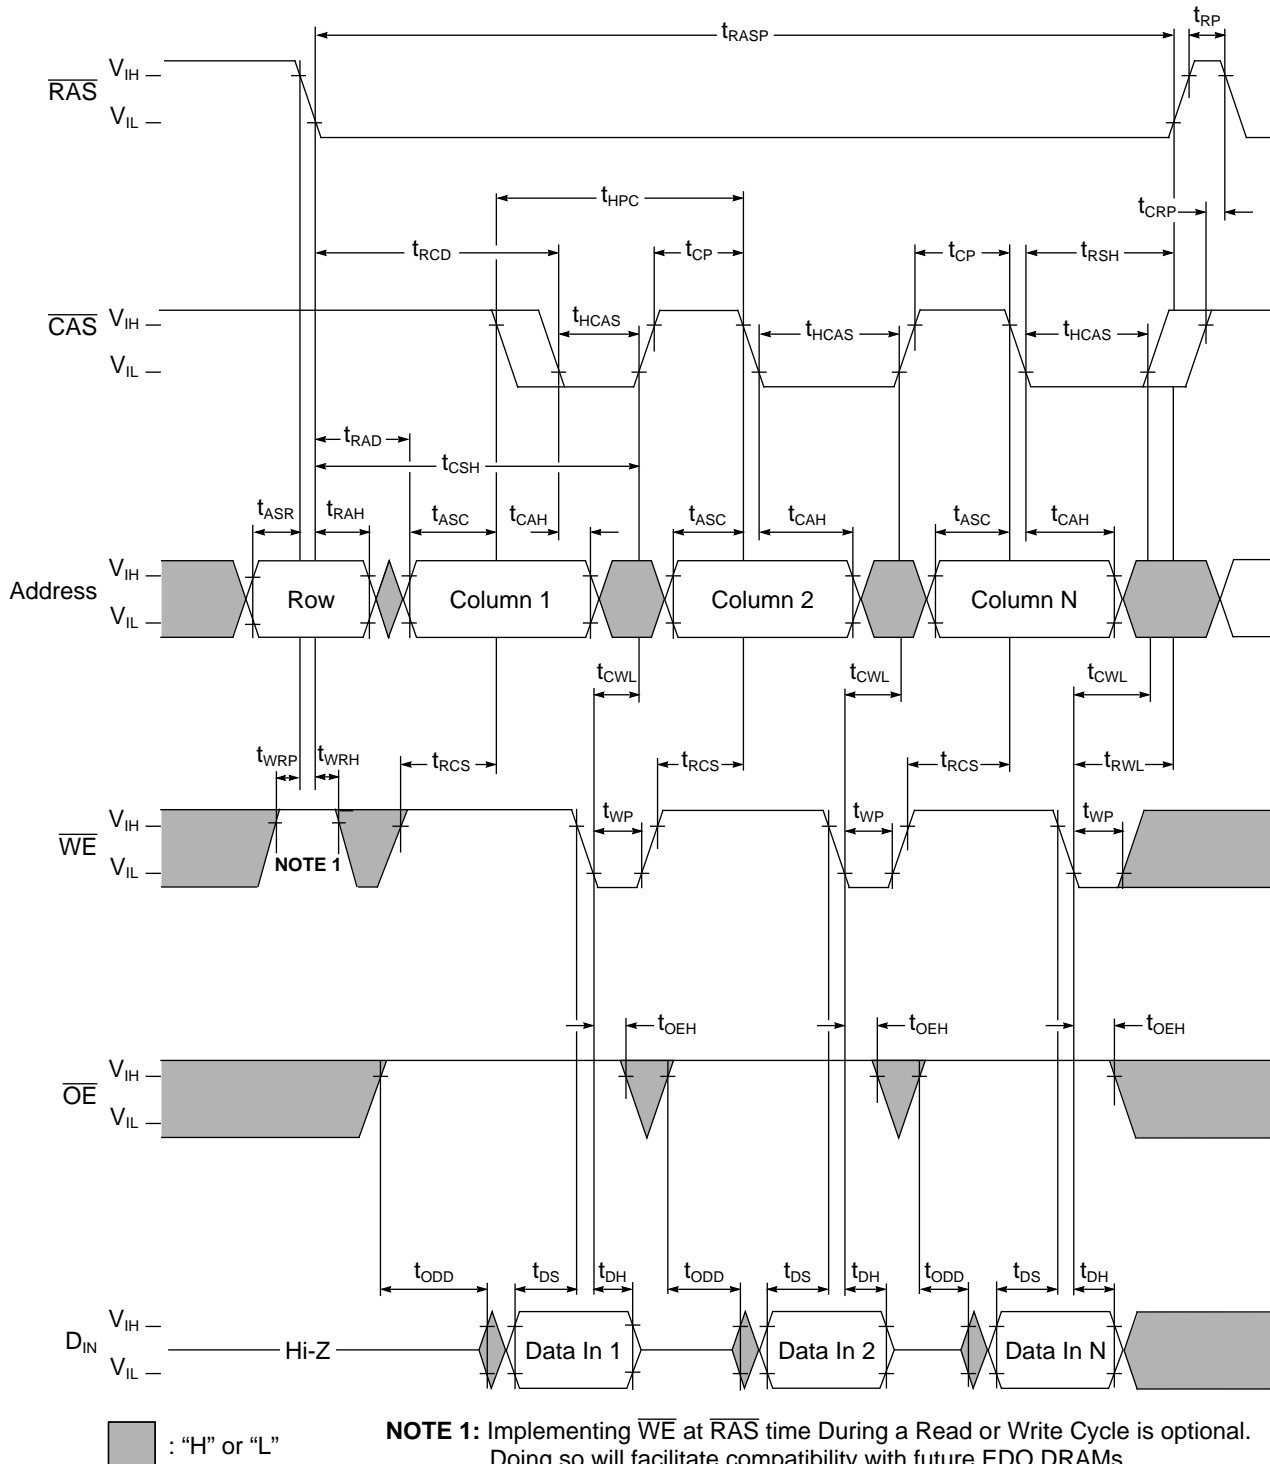 tRP
tRASP
RAS VIH
VIL
tHPC
tCRP
tRCD tCP tCP tRSH
CAS VIH
VIL
tHCAS tHCAS tHCAS
tRAD
tCSH
tASR tRAH tASC tCAH tASC tCAH tASC tCAH
Address VIH
VIL
Row Column 1 Column 2 Column N
tCWL tCWL tCWL
tWRP tWRH tRCS tRCS tRCS tRWL
WE VIH
VIL
NOTE 1 tWP tWP tWP
tOEH tOEH tOEH
OE VIH
VIL
tODD tDS tDH tODD tDS tDH tODD tDS tDH
DIN VIH
VIL
Hi-Z Data In 1 Data In 2 Data In N
: “H” or “L”
NOTE 1: Implementing WE at RAS time During a Read or Write Cycle is optional.
Doing so will facilitate compatibility with future EDO DRAMs